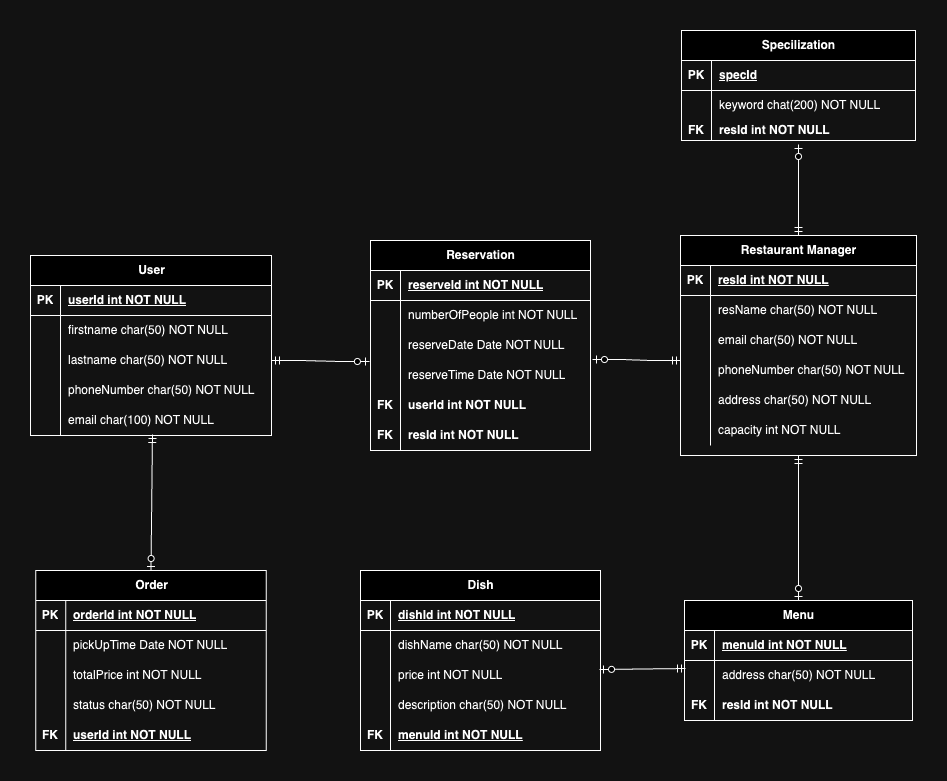 Specilization
PK specId
keyword chat(200) NOT NULL
FK resId int NOT NULL
User
PK userId int NOT NULL
firstname char(50) NOT NULL
lastname char(50) NOT NULL
phoneNumber char(50) NOT NULL
email char(100) NOT NULL
Reservation
PK reserveId int NOT NULL
numberOfPeople int NOT NULL
reserveDate Date NOT NULL
reserveTime Date NOT NULL
FK userId int NOT NULL
FK resId int NOT NULL
Restaurant Manager
PK resId int NOT NULL
resName char(50) NOT NULL
email char(50) NOT NULL
phoneNumber char(50) NOT NULL
address char(50) NOT NULL
capacity int NOT NULL
Order
PK orderId int NOT NULL
pickUpTime Date NOT NULL
totalPrice int NOT NULL
status char(50) NOT NULL
FK userId int NOT NULL
Dish
PK dishId int NOT NULL
dishName char(50) NOT NULL
price int NOT NULL
description char(50) NOT NULL
FK menuId int NOT NULL
Menu
PK menuId int NOT NULL
address char(50) NOT NULL
FK resId int NOT NULL